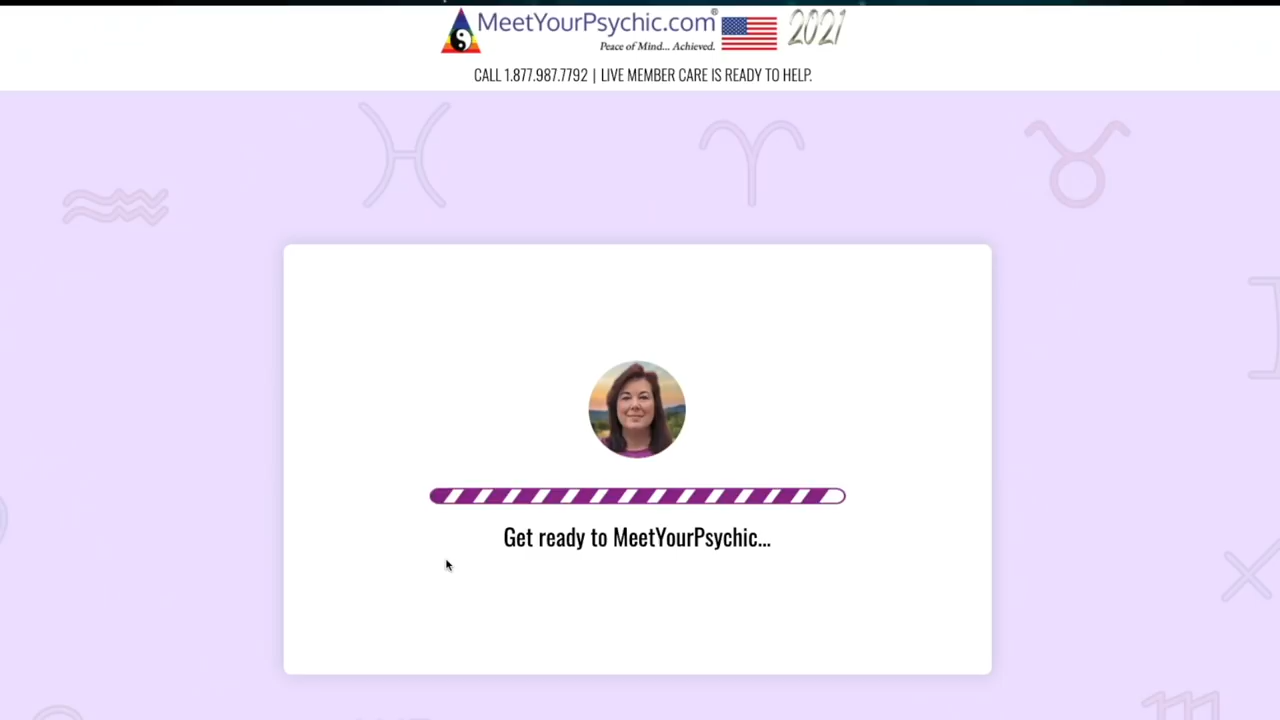 MeetYourPsychic.com®
2021
Peace of Mind... Achieved.
CALL 1.877.987.7792 | LIVE MEMBER CARE IS READY TO HELP.
Get ready to MeetYourPsychic...